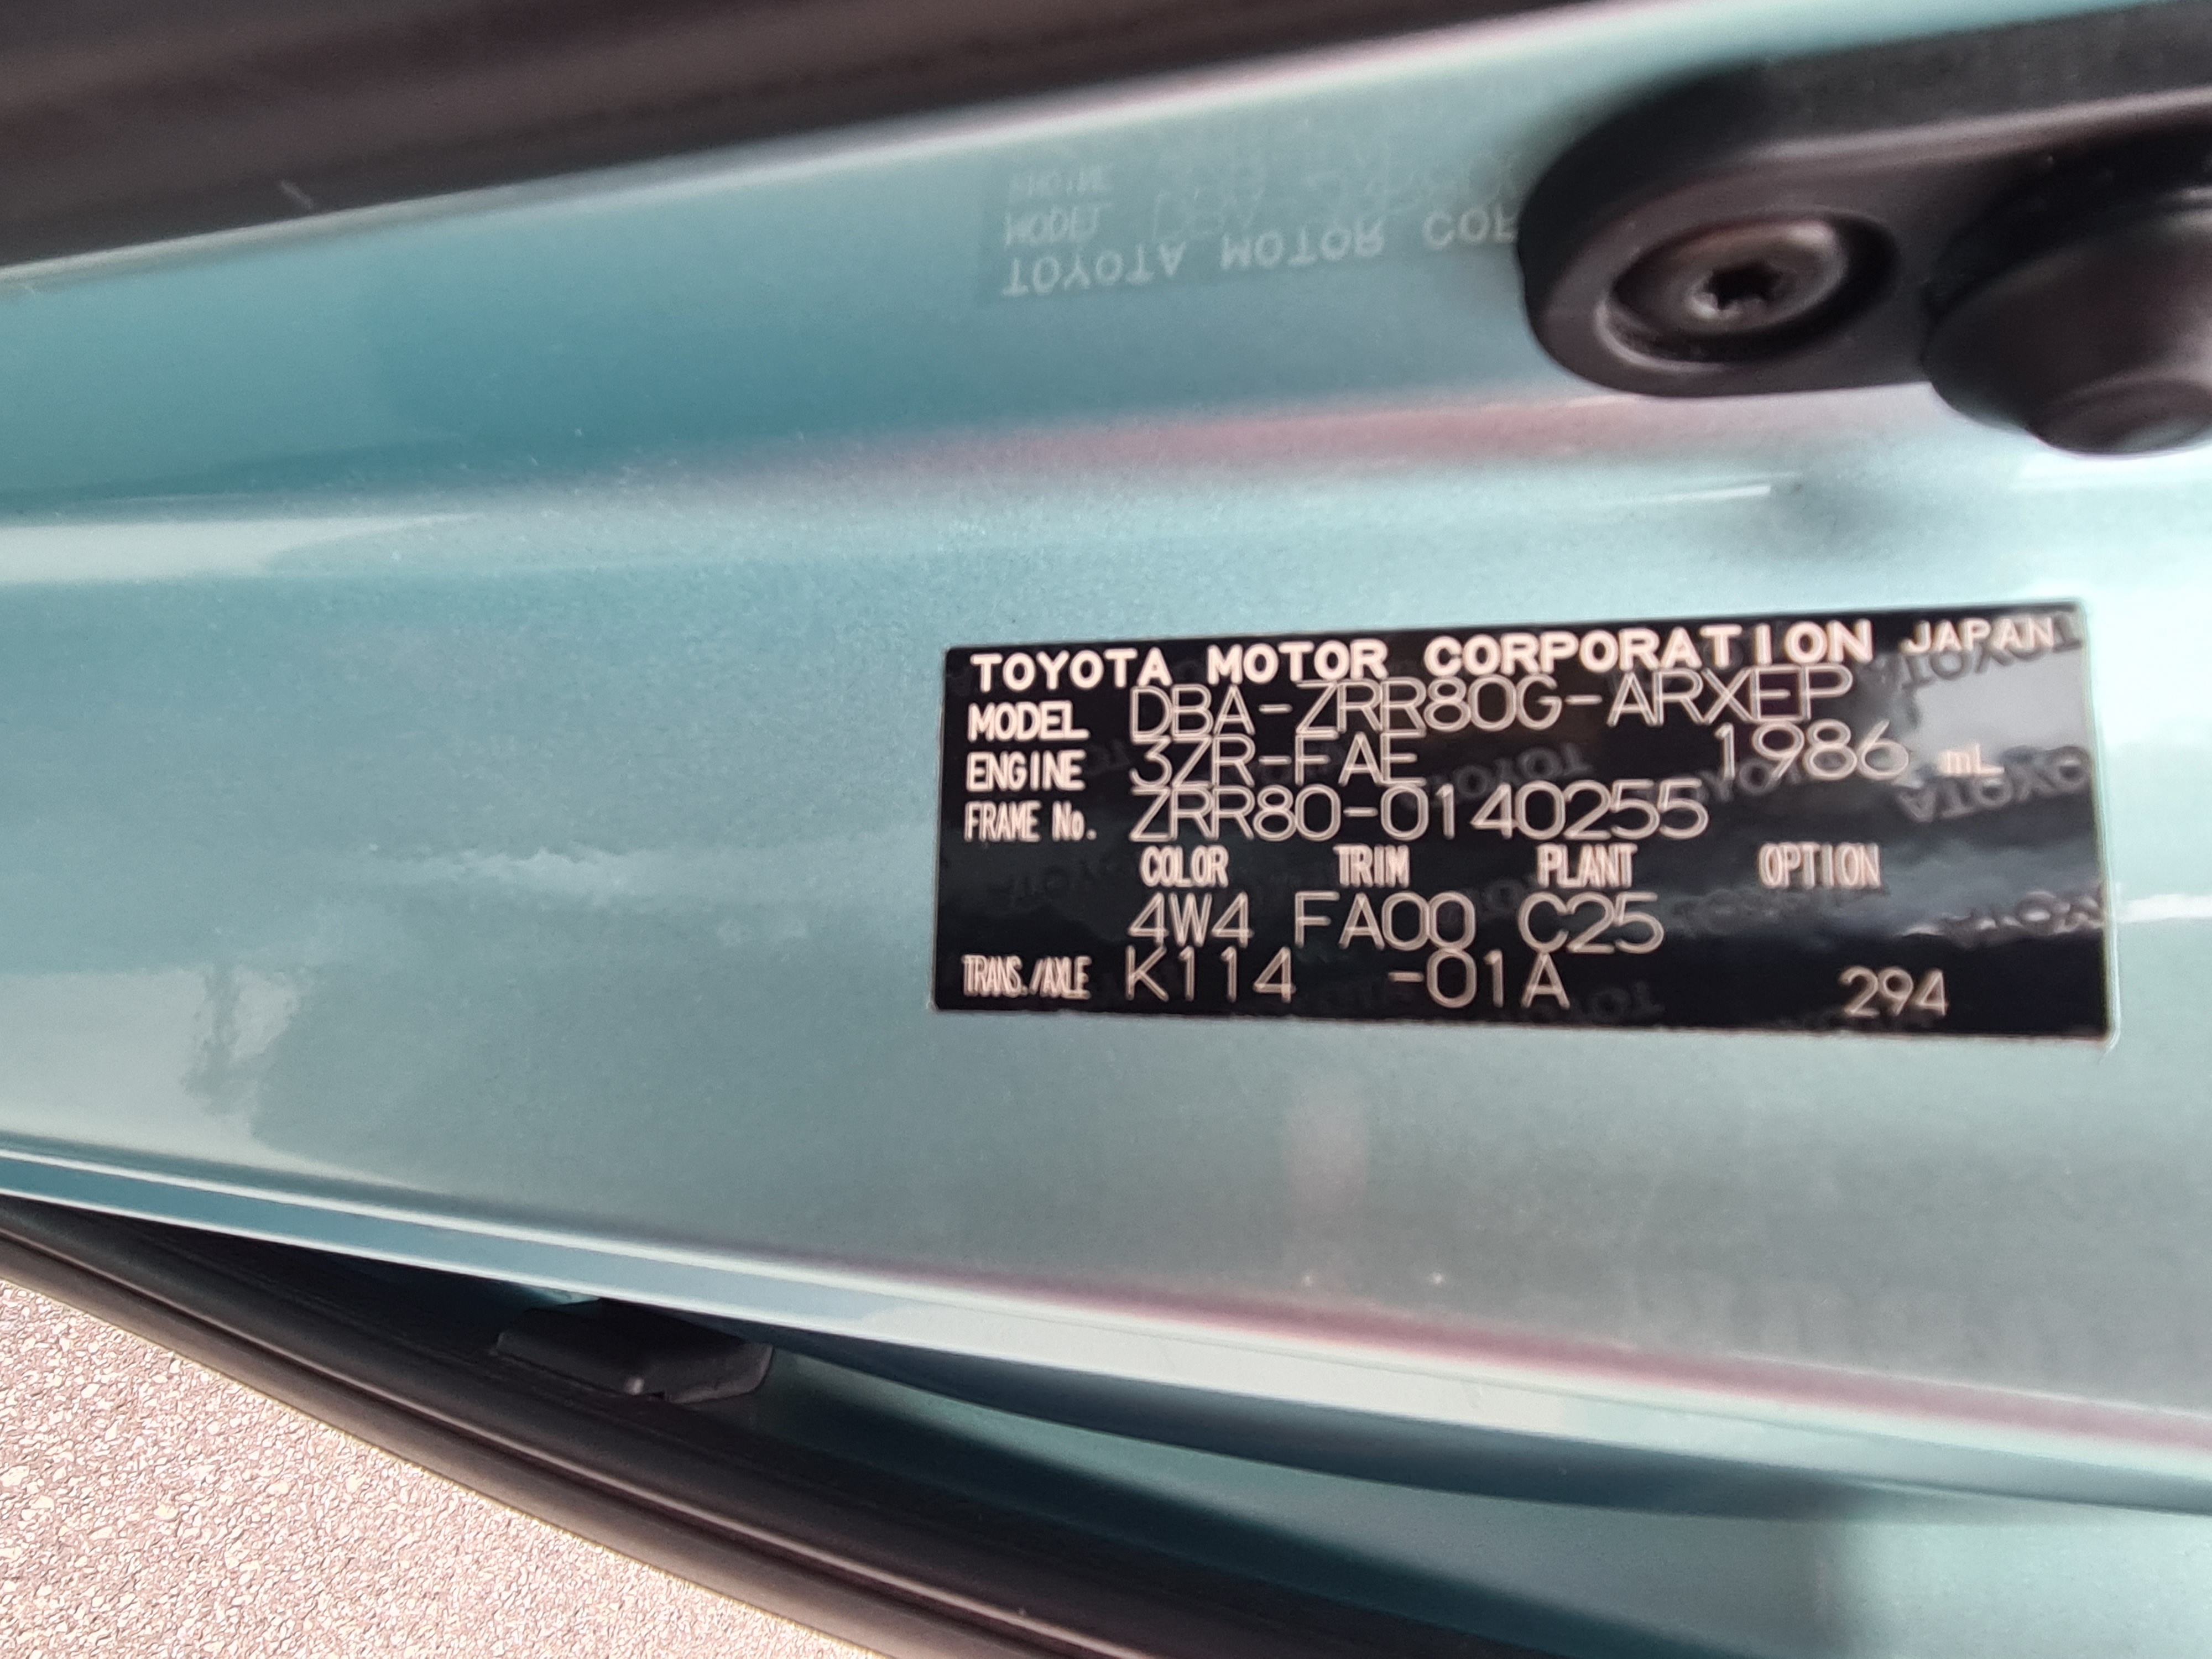 TOYOTA MOTOR CORPORATION JAPAN
MODEL DBA-ZRR80G-ARXEP
ENGINE 3ZR-FAE 1986 mL
FRAME No. ZRR80-0140255
COLOR TRIM PLANT OPTION
4W4 FA00 C25
TRANS./AXLE K114 -01A 294